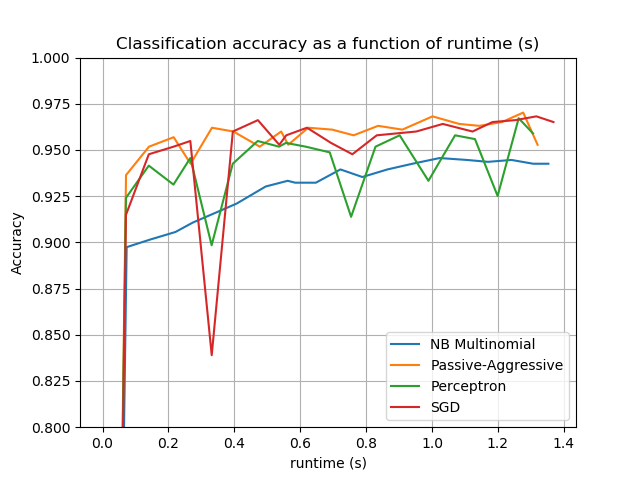 Classification accuracy as a function of runtime (s)
1.000
0.975
0.950
0.925
0.900
0.875
0.850
0.825
0.800
Accuracy
NB Multinomial
Passive-Aggressive
Perceptron
SGD
0.0 0.2 0.4 0.6 0.8 1.0 1.2 1.4
runtime (s)